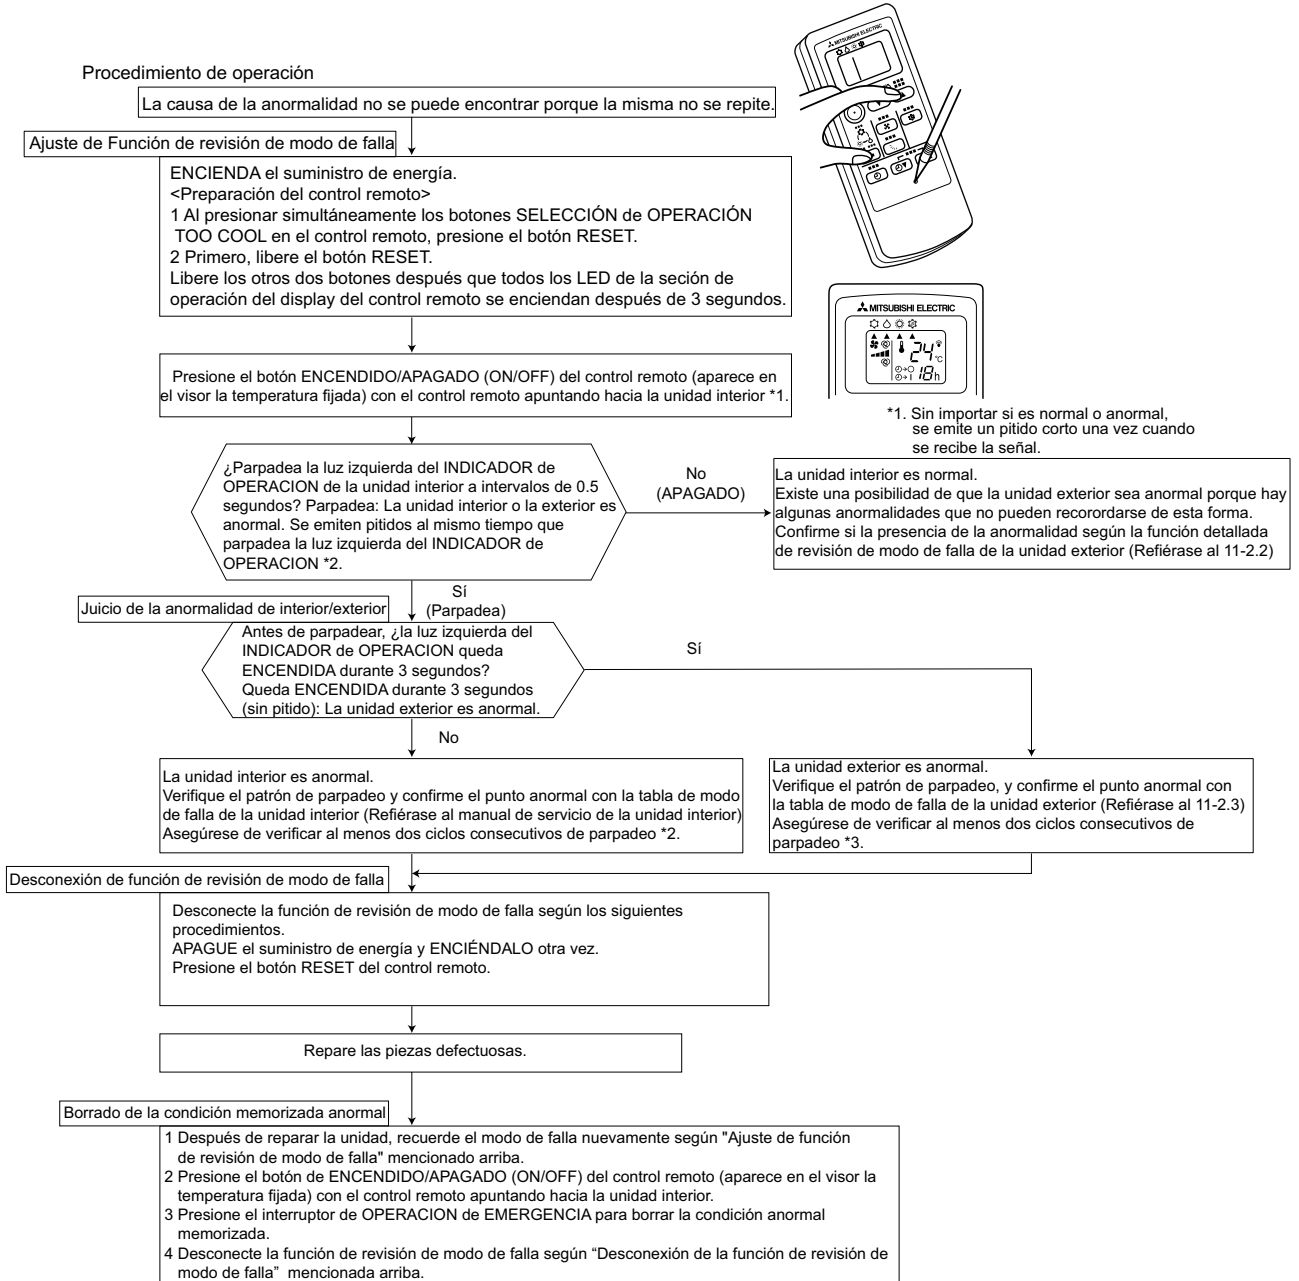 Procedimiento de operación
La causa de la anormalidad no se puede encontrar porque la misma no se repite.
Ajuste de Función de revisión de modo de falla
ENCIENDA el suministro de energía.
<Preparación del control remoto>
1 Al presionar simultáneamente los botones SELECCIÓN de OPERACIÓN
TOO COOL en el control remoto, presione el botón RESET.
2 Primero, libere el botón RESET.
Libere los otros dos botones después que todos los LED de la seción de
operación del display del control remoto se enciendan después de 3 segundos.
MITSUBISHI ELECTRIC
MITSUBISHI ELECTRIC
24 °C
18h
Presione el botón ENCENDIDO/APAGADO (ON/OFF) del control remoto (aparece en
el visor la temperatura fijada) con el control remoto apuntando hacia la unidad interior *1.
*1. Sin importar si es normal o anormal,
se emite un pitido corto una vez cuando
se recibe la señal.
¿Parpadea la luz izquierda del INDICADOR de
OPERACION de la unidad interior a intervalos de 0.5
segundos? Parpadea: La unidad interior o la exterior es
anormal. Se emiten pitidos al mismo tiempo que
parpadea la luz izquierda del INDICADOR de
OPERACION *2.
No
(APAGADO)
La unidad interior es normal.
Existe una posibilidad de que la unidad exterior sea anormal porque hay
algunas anormalidades que no pueden recorordarse de esta forma.
Confirme si la presencia de la anormalidad según la función detallada
de revisión de modo de falla de la unidad exterior (Refiérase al 11-2.2)
Sí
(Parpadea)
Juicio de la anormalidad de interior/exterior
Antes de parpadear, ¿la luz izquierda del
INDICADOR de OPERACION queda
ENCENDIDA durante 3 segundos?
Queda ENCENDIDA durante 3 segundos
(sin pitido): La unidad exterior es anormal.
Sí
No
La unidad interior es anormal.
Verifique el patrón de parpadeo y confirme el punto anormal con la tabla de modo
de falla de la unidad interior (Refiérase al manual de servicio de la unidad interior)
Asegúrese de verificar al menos dos ciclos consecutivos de parpadeo *2.
La unidad exterior es anormal.
Verifique el patrón de parpadeo, y confirme el punto anormal con
la tabla de modo de falla de la unidad exterior (Refiérase al 11-2.3)
Asegúrese de verificar al menos dos ciclos consecutivos de
parpadeo *3.
Desconexión de función de revisión de modo de falla
Desconecte la función de revisión de modo de falla según los siguientes
procedimientos.
APAGUE el suministro de energía y ENCIÉNDALO otra vez.
Presione el botón RESET del control remoto.
Repare las piezas defectuosas.
Borrado de la condición memorizada anormal
1 Después de reparar la unidad, recuerde el modo de falla nuevamente según "Ajuste de función
de revisión de modo de falla" mencionado arriba.
2 Presione el botón de ENCENDIDO/APAGADO (ON/OFF) del control remoto (aparece en el visor la
temperatura fijada) con el control remoto apuntando hacia la unidad interior.
3 Presione el interruptor de OPERACION de EMERGENCIA para borrar la condición anormal
memorizada.
4 Desconecte la función de revisión de modo de falla según “Desconexión de la función de revisión de
modo de falla” mencionada arriba.